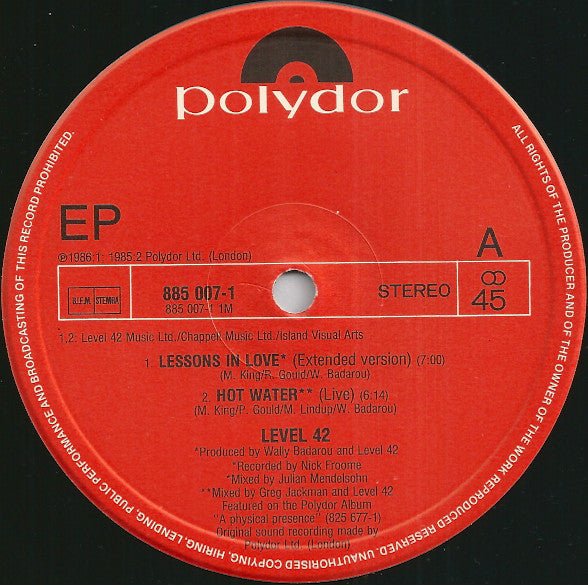 polydor
EP
A
℗1986:1: 1985:2 Polydor Ltd. (London)
B.I.E.M. STEMRA
885 007-1
885 007-1 1M
STEREO
45
1,2: Level 42 Music Ltd./Chappek Music Ltd./Island Visual Arts
1. LESSONS IN LOVE* (Extended version) (7:00)
(M. King/P. Gould/W. Badarou)
2. HOT WATER** (Live) (6:14)
(M. King/P. Gould/M. Lindup/W. Badarou)
LEVEL 42
*Produced by Wally Badarou and Level 42
*Recorded by Nick Froome
*Mixed by Julian Mendelsohn
**Mixed by Greg Jackman and Level 42
Featured on the Polydor Album
"A physical presence" (825 677-1)
Original sound recording made by
Polydor Ltd. (London)
ALL RIGHTS OF THE PRODUCER AND OF THE OWNER OF THE WORK REPRODUCED RESERVED. UNAUTHORISED COPYING, HIRING, LENDING, PUBLIC PERFORMANCE AND BROADCASTING OF THIS RECORD PROHIBITED.